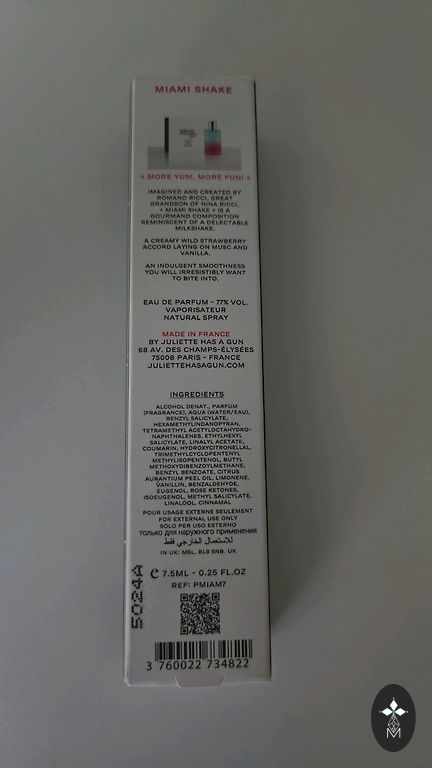 MIAMI SHAKE
« MORE YUM, MORE FUN! »
IMAGINED AND CREATED BY
ROMANO RICCI, GREAT
GRANDSON OF NINA RICCI,
« MIAMI SHAKE » IS A
GOURMAND COMPOSITION
REMINISCENT OF A DELECTABLE
MILKSHAKE.
A CREAMY WILD STRAWBERRY
ACCORD LAYING ON MUSC AND
VANILLA.
AN INDULGENT SMOOTHNESS
YOU WILL IRRESISTIBLY WANT
TO BITE INTO.
EAU DE PARFUM - 77% VOL.
VAPORISATEUR
NATURAL SPRAY
MADE IN FRANCE
BY JULIETTE HAS A GUN
68 AV. DES CHAMPS-ÉLYSÉES
75008 PARIS - FRANCE
JULIETTEHASAGUN.COM
INGREDIENTS
ALCOHOL DENAT., PARFUM
(FRAGRANCE), AQUA (WATER/EAU),
BENZYL SALICYLATE,
HEXAMETHYLINDANOPYRAN,
TETRAMETHYL ACETYLOCTAHYDRO-
NAPHTHALENES, ETHYLHEXYL
SALICYLATE, LINALYL ACETATE,
COUMARIN, HYDROXYCITRONELLAL,
TRIMETHYLCYCLOPENTENYL
METHYLISOPENTENOL, BUTYL
METHOXYDIBENZOYLMETHANE,
BENZYL BENZOATE, CITRUS
AURANTIUM PEEL OIL, LIMONENE,
VANILLIN, BENZALDEHYDE,
EUGENOL, ROSE KETONES,
ISOEUGENOL, METHYL SALICYLATE,
LINALOOL, CINNAMAL
POUR USAGE EXTERNE SEULEMENT
FOR EXTERNAL USE ONLY
SOLO PER USO ESTERNO
только для наружного применения
للاستعمال الخارجي فقط
IN UK: MSL, BL9 5NB, UK
e 7.5ML - 0.25 FL.OZ
REF: PMIAM7
5024A
3 760022 734822
M